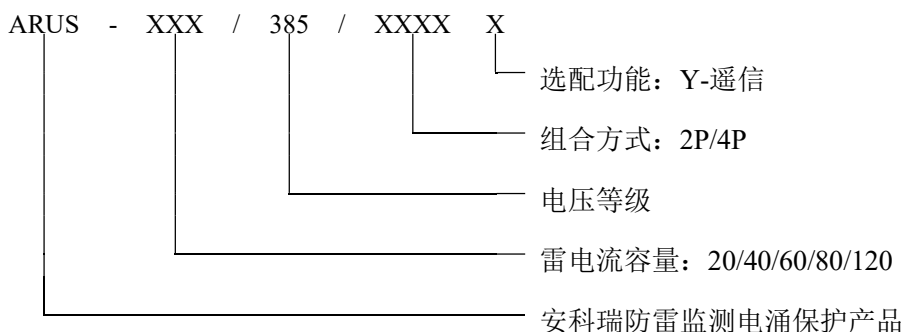 ARUS - XXX / 385 / XXXX X
选配功能：Y-遥信
组合方式：2P/4P
电压等级
雷电流容量：20/40/60/80/120
安科瑞防雷监测电涌保护产品